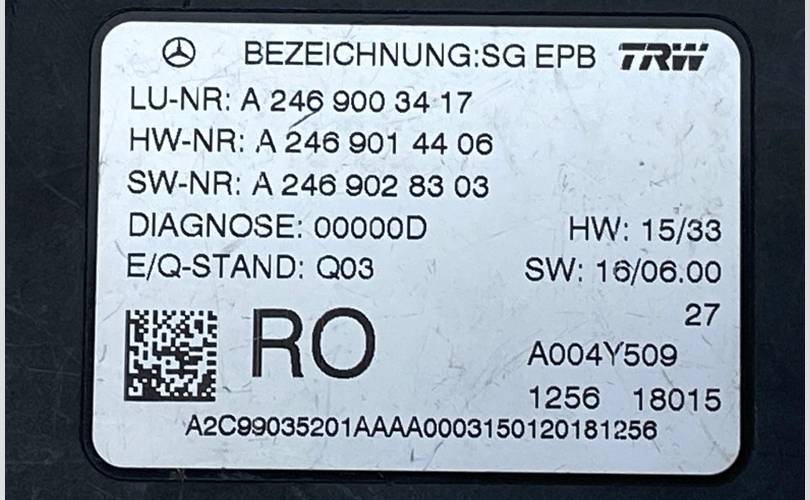 BEZEICHNUNG:SG EPB TRW
LU-NR: A 246 900 34 17
HW-NR: A 246 901 44 06
SW-NR: A 246 902 83 03
DIAGNOSE: 00000D HW: 15/33
E/Q-STAND: Q03 SW: 16/06.00
27
RO A004Y509
1256 18015
A2C99035201AAAA0003150120181256